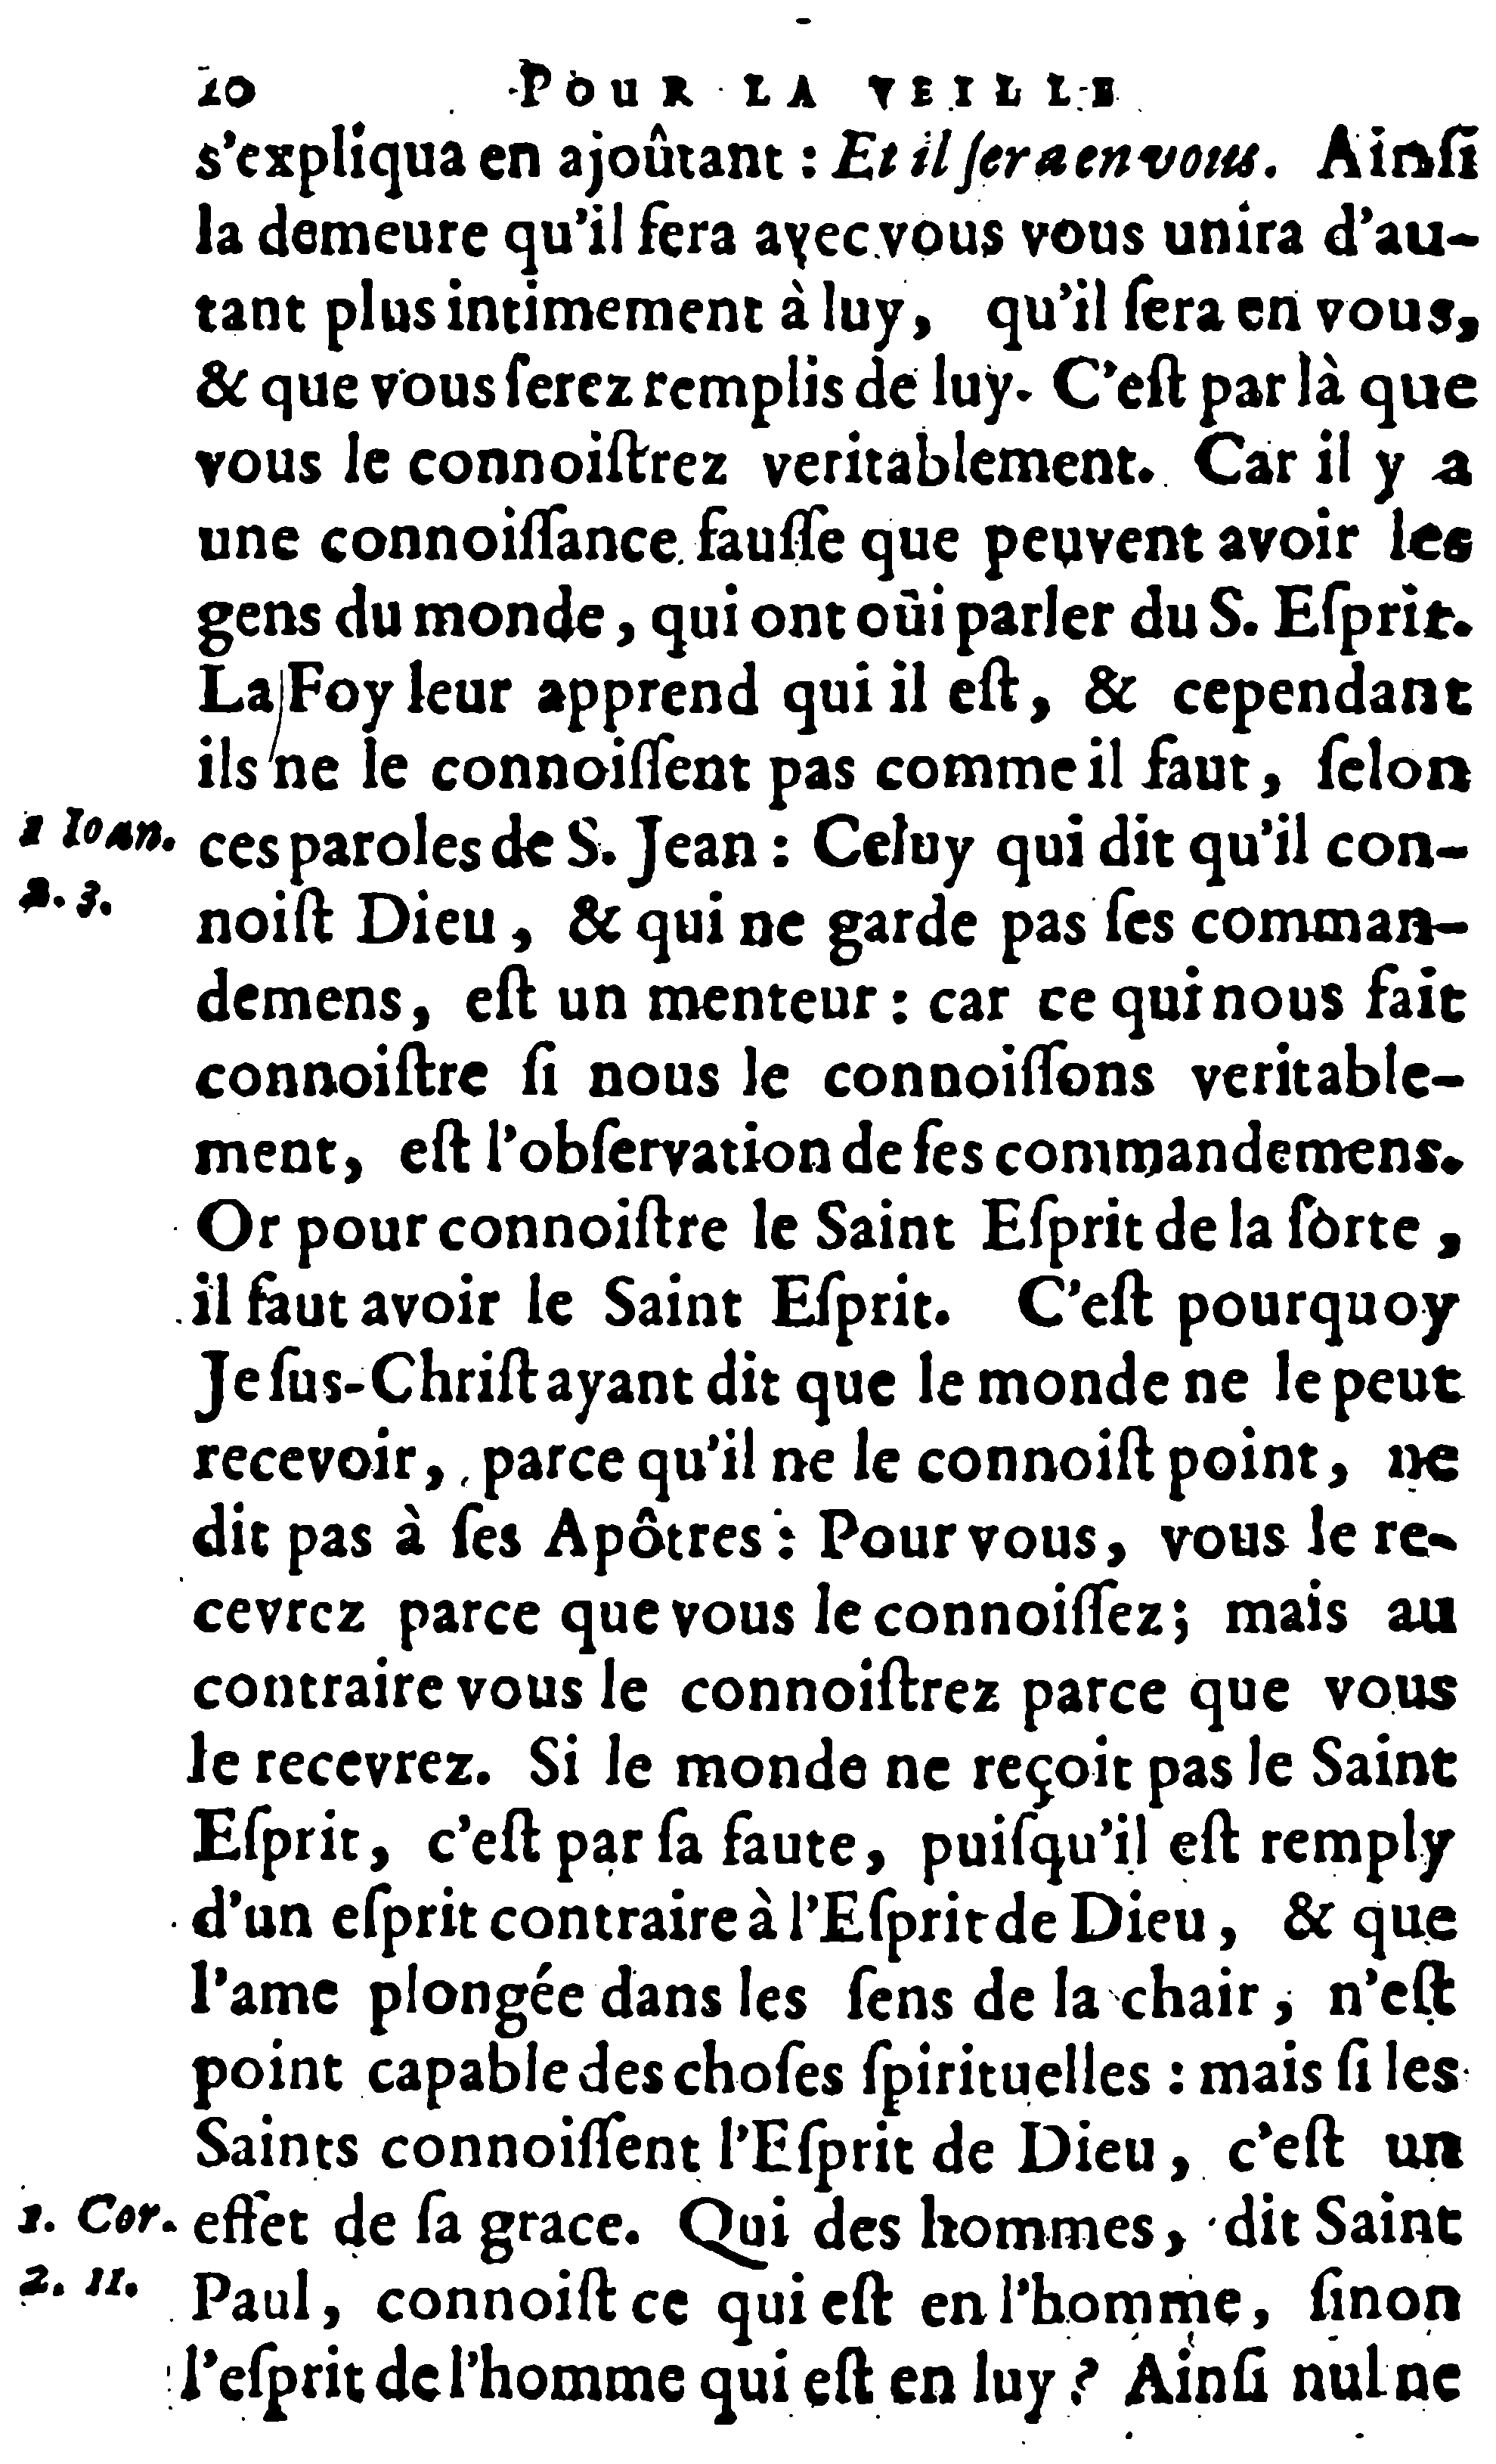 10 POUR LA VEILLE
s'expliqua en ajoûtant : Et il ſera en vous. Ainſi
la demeure qu'il fera avec vous vous unira d'au-
tant plus intimement à luy, qu'il ſera en vous,
& que vous ſerez remplis de luy. C'eſt par là que
vous le connoiſtrez veritablement. Car il y a
une connoiſſance fauſſe que peuvent avoir les
gens du monde, qui ont oüi parler du S. Eſprit.
La Foy leur apprend qui il eſt, & cependant
ils ne le connoiſſent pas comme il faut, ſelon
1 Ioan. ces paroles de S. Jean : Celuy qui dit qu'il con-
2. 3. noiſt Dieu, & qui ne garde pas ſes comman-
demens, eſt un menteur : car ce qui nous fait
connoiſtre ſi nous le connoiſſons veritable-
ment, eſt l'obſervation de ſes commandemens.
Or pour connoiſtre le Saint Eſprit de la ſorte,
il faut avoir le Saint Eſprit. C'eſt pourquoy
Jeſus-Chriſt ayant dit que le monde ne le peut
recevoir, parce qu'il ne le connoiſt point, ne
dit pas à ſes Apôtres : Pour vous, vous le re-
cevrez parce que vous le connoiſſez ; mais au
contraire vous le connoiſtrez parce que vous
le recevrez. Si le monde ne reçoit pas le Saint
Eſprit, c'eſt par ſa faute, puiſqu'il eſt remply
d'un eſprit contraire à l'Eſprit de Dieu, & que
l'ame plongée dans les ſens de la chair, n'eſt
point capable des choſes ſpirituelles : mais ſi les
Saints connoiſſent l'Eſprit de Dieu, c'eſt un
1. Cor. effet de ſa grace. Qui des hommes, dit Saint
2. 11. Paul, connoiſt ce qui eſt en l'homme, ſinon
l'eſprit de l'homme qui eſt en luy ? Ainſi nul ne